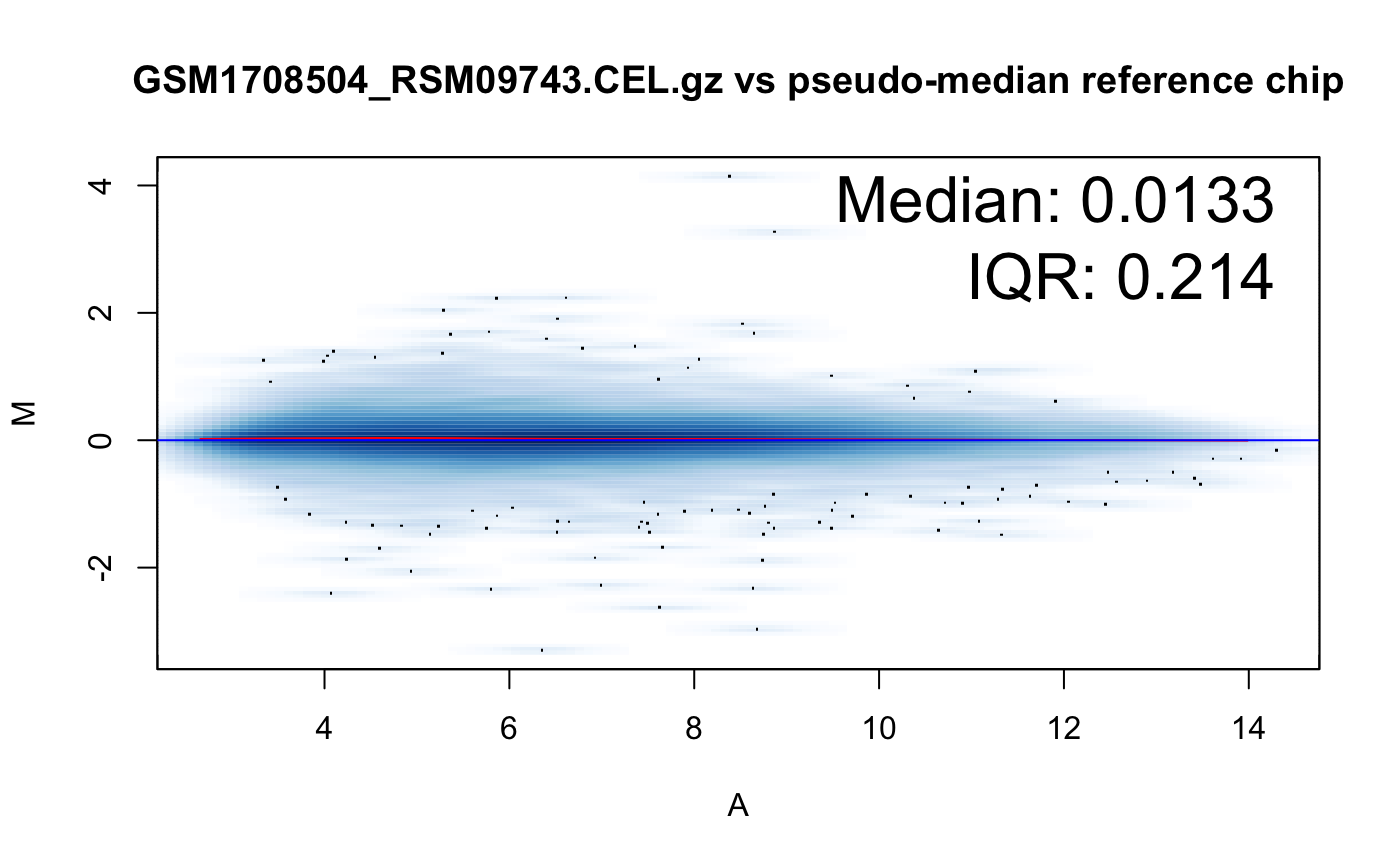 GSM1708504_RSM09743.CEL.gz vs pseudo-median reference chip
Median: 0.0133
IQR: 0.214
M
4
2
0
-2
4 6 8 10 12 14
A